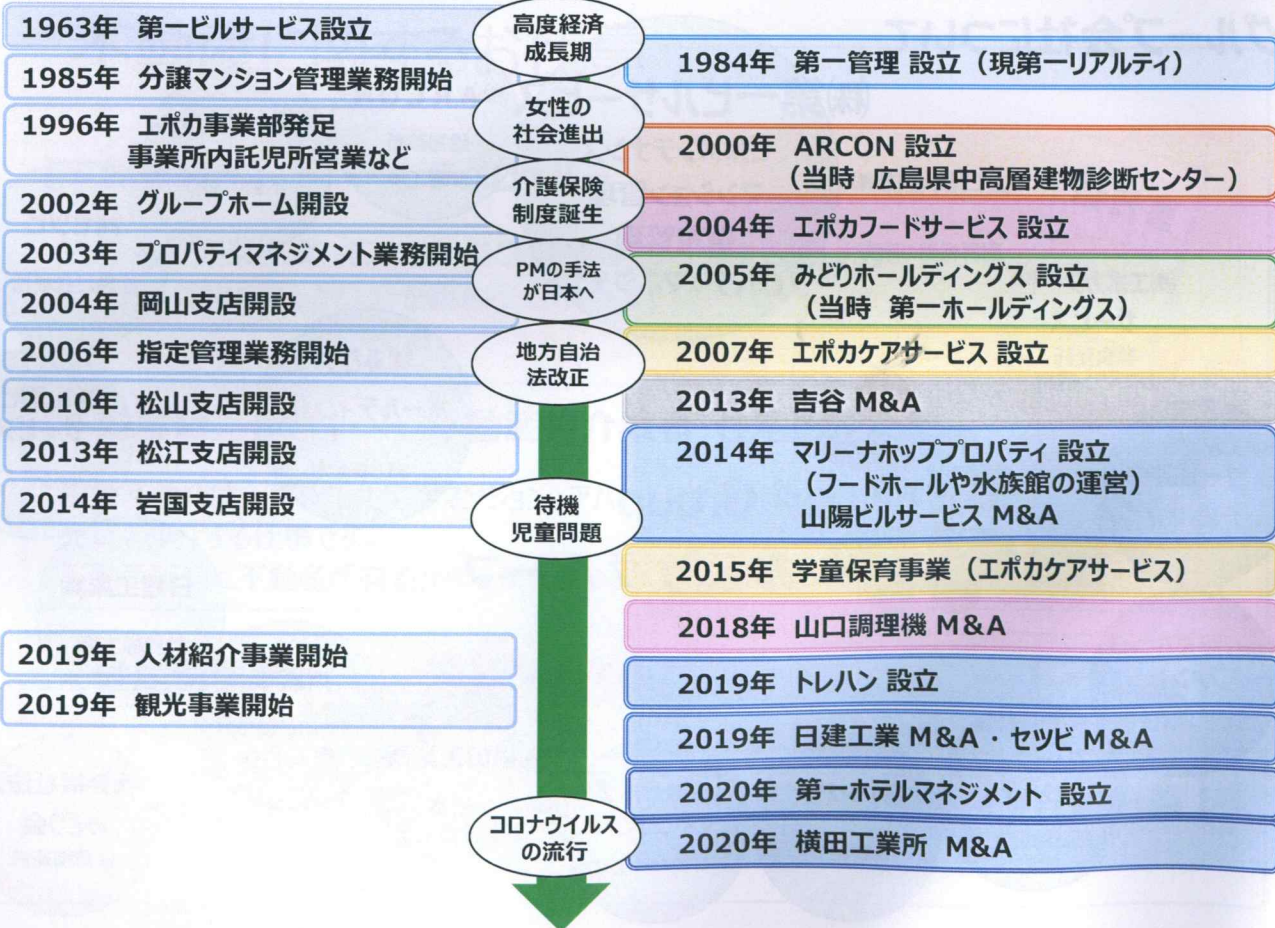 1963年 第一ビルサービス設立
1985年 分譲マンション管理業務開始
1996年 エポカ事業部発足
事業所内託児所営業など
2002年 グループホーム開設
2003年 プロパティマネジメント業務開始
2004年 岡山支店開設
2006年 指定管理業務開始
2010年 松山支店開設
2013年 松江支店開設
2014年 岩国支店開設
2019年 人材紹介事業開始
2019年 観光事業開始
高度経済
成長期
女性の
社会進出
介護保険
制度誕生
PMの手法
が日本へ
地方自治
法改正
待機
児童問題
コロナウイルス
の流行
1984年 第一管理 設立（現第一リアルティ）
2000年 ARCON 設立
（当時 広島県中高層建物診断センター）
2004年 エポカフードサービス 設立
2005年 みどりホールディングス 設立
（当時 第一ホールディングス）
2007年 エポカケアサービス 設立
2013年 吉谷 M&A
2014年 マリーナホッププロパティ 設立
（フードホールや水族館の運営）
山陽ビルサービス M&A
2015年 学童保育事業（エポカケアサービス）
2018年 山口調理機 M&A
2019年 トレハン 設立
2019年 日建工業 M&A ・ セツビ M&A
2020年 第一ホテルマネジメント 設立
2020年 横田工業所 M&A